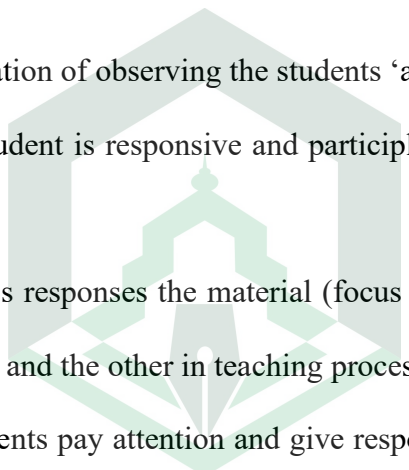 ation of observing the students ‘a
udent is responsive and particip
s responses the material (focus
and the other in teaching proces
ents pay attention and give respo